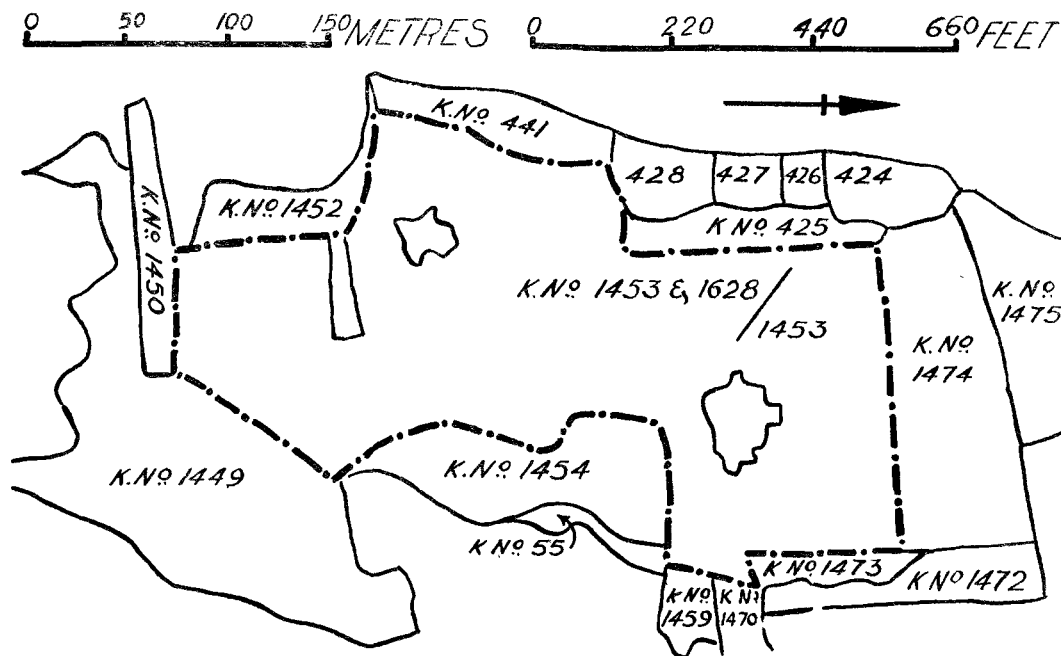 0 50 100 150 METRES 0 220 440 660 FEET
K.Nº 441
428 427 426 424
K.Nº 1452
K Nº 425
K.Nº 1450
K.Nº 1453 & 1628
1453
K.Nº
1475
K.Nº
1474
K.Nº 1449
K.Nº 1454
K Nº 55
K Nº 1473
K Nº 1472
K Nº
1459
K Nº
1470